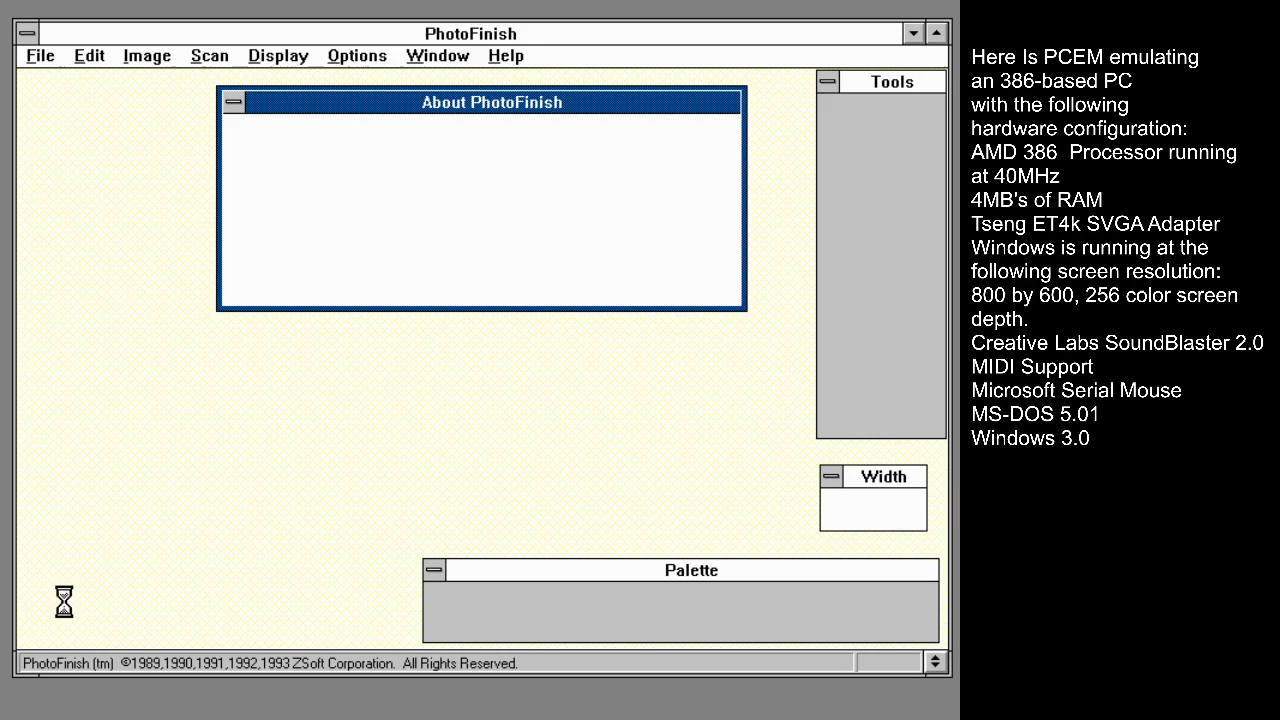 PhotoFinish
File Edit Image Scan Display Options Window Help
About PhotoFinish
Tools
Width
Palette
PhotoFinish (tm) ©1989,1990,1991,1992,1993 ZSoft Corporation. All Rights Reserved.
Here Is PCEM emulating
an 386-based PC
with the following
hardware configuration:
AMD 386 Processor running
at 40MHz
4MB's of RAM
Tseng ET4k SVGA Adapter
Windows is running at the
following screen resolution:
800 by 600, 256 color screen
depth.
Creative Labs SoundBlaster 2.0
MIDI Support
Microsoft Serial Mouse
MS-DOS 5.01
Windows 3.0